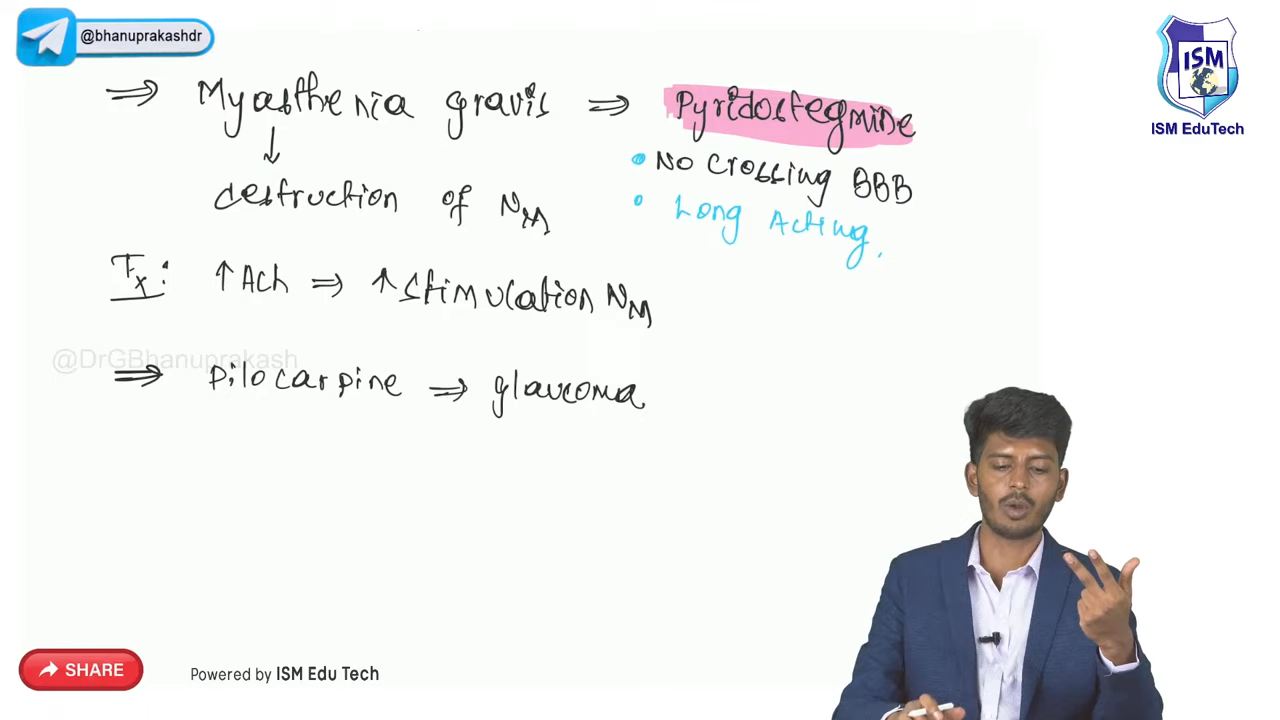 @bhanuprakashdr
ISM
ISM EduTech
⇒ Myasthenia gravis ⇒ Pyridostegmine
• No Crossing BBB
• Long Acting.
↓
destruction of NM
Tx: ↑ Ach ⇒ ↑ stimulation NM
@DrGBhanuprakash
⇒ Pilocarpine ⇒ glaucoma
SHARE
Powered by ISM Edu Tech